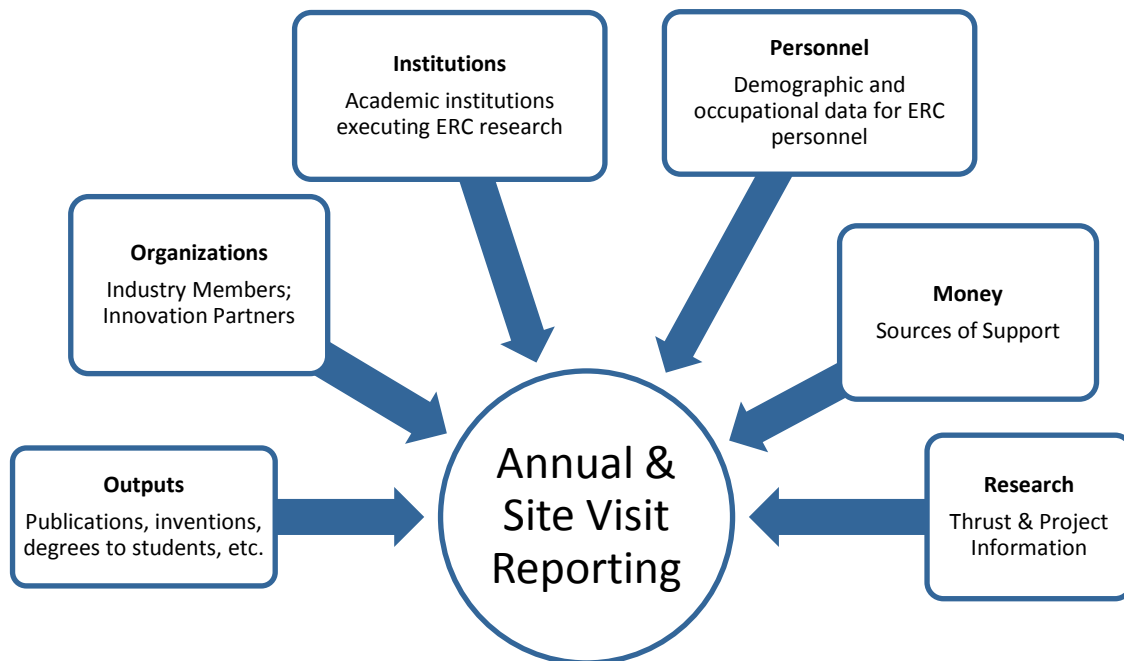 Institutions
Academic institutions
executing ERC research
Personnel
Demographic and
occupational data for ERC
personnel
Organizations
Industry Members;
Innovation Partners
Money
Sources of Support
Outputs
Publications, inventions,
degrees to students, etc.
Annual &
Site Visit
Reporting
Research
Thrust & Project
Information